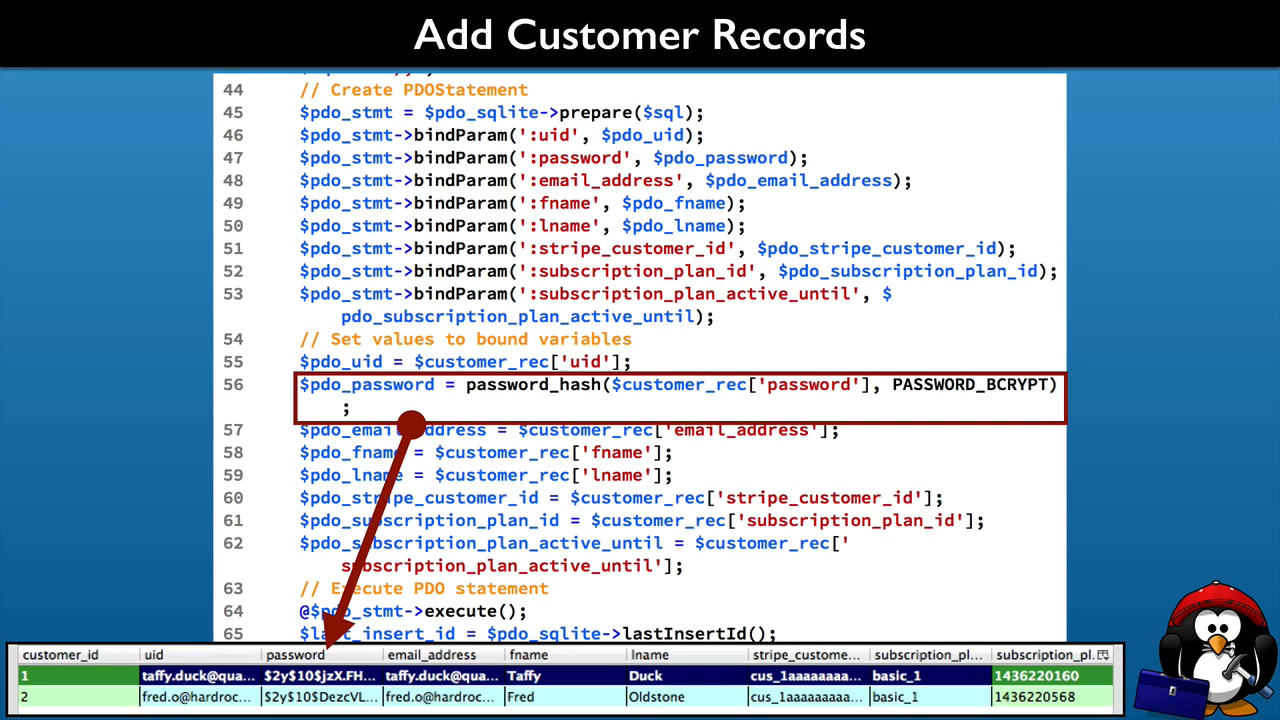 Add Customer Records
44 // Create PDOStatement
45 $pdo_stmt = $pdo_sqlite->prepare($sql);
46 $pdo_stmt->bindParam(':uid', $pdo_uid);
47 $pdo_stmt->bindParam(':password', $pdo_password);
48 $pdo_stmt->bindParam(':email_address', $pdo_email_address);
49 $pdo_stmt->bindParam(':fname', $pdo_fname);
50 $pdo_stmt->bindParam(':lname', $pdo_lname);
51 $pdo_stmt->bindParam(':stripe_customer_id', $pdo_stripe_customer_id);
52 $pdo_stmt->bindParam(':subscription_plan_id', $pdo_subscription_plan_id);
53 $pdo_stmt->bindParam(':subscription_plan_active_until', $
pdo_subscription_plan_active_until);
54 // Set values to bound variables
55 $pdo_uid = $customer_rec['uid'];
56 $pdo_password = password_hash($customer_rec['password'], PASSWORD_BCRYPT)
;
57 $pdo_email_address = $customer_rec['email_address'];
58 $pdo_fname = $customer_rec['fname'];
59 $pdo_lname = $customer_rec['lname'];
60 $pdo_stripe_customer_id = $customer_rec['stripe_customer_id'];
61 $pdo_subscription_plan_id = $customer_rec['subscription_plan_id'];
62 $pdo_subscription_plan_active_until = $customer_rec['
subscription_plan_active_until'];
63 // Execute PDO statement
64 @$pdo_stmt->execute();
65 $last_insert_id = $pdo_sqlite->lastInsertId();
customer_id uid password email_address fname lname stripe_custome... subscription_pl... subscription_pl...
1 taffy.duck@qua... $2y$10$jzX.FH... taffy.duck@qua... Taffy Duck cus_1aaaaaaaa... basic_1 1436220160
2 fred.o@hardroc... $2y$10$DezcVL... fred.o@hardroc... Fred Oldstone cus_1aaaaaaaa... basic_1 1436220568